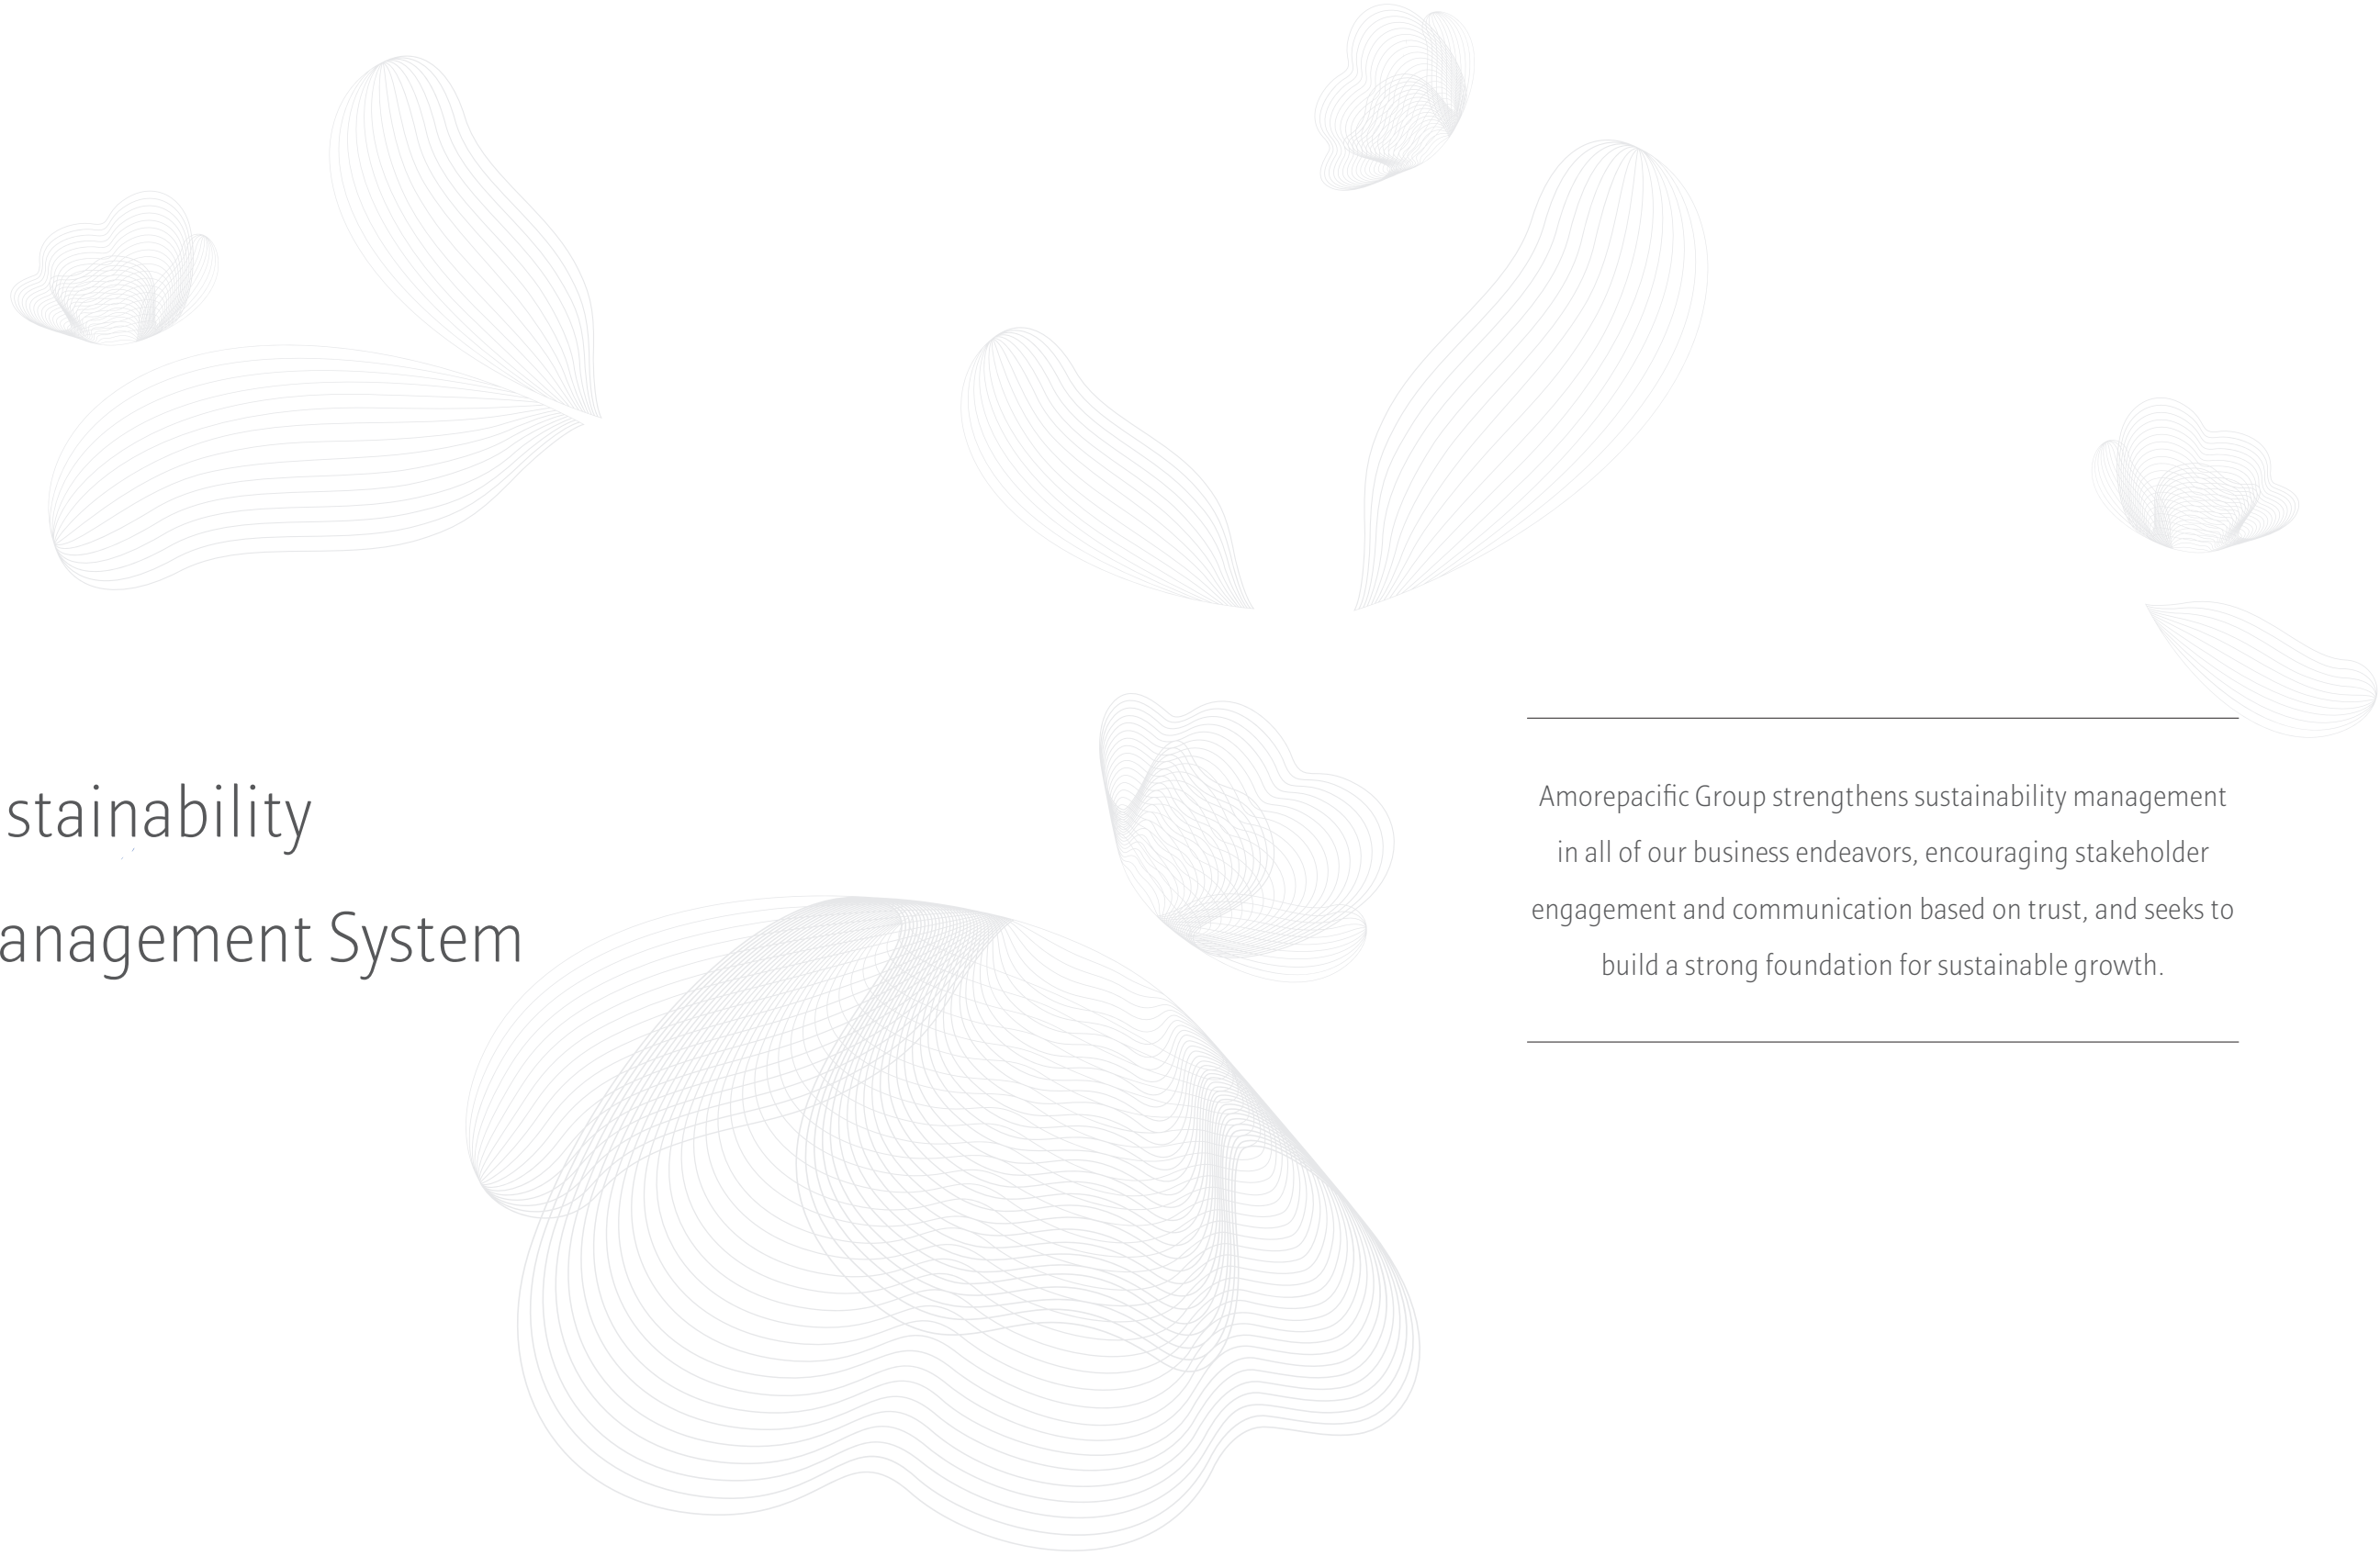 stainability
anagement System
Amorepacific Group strengthens sustainability management
in all of our business endeavors, encouraging stakeholder
engagement and communication based on trust, and seeks to
build a strong foundation for sustainable growth.